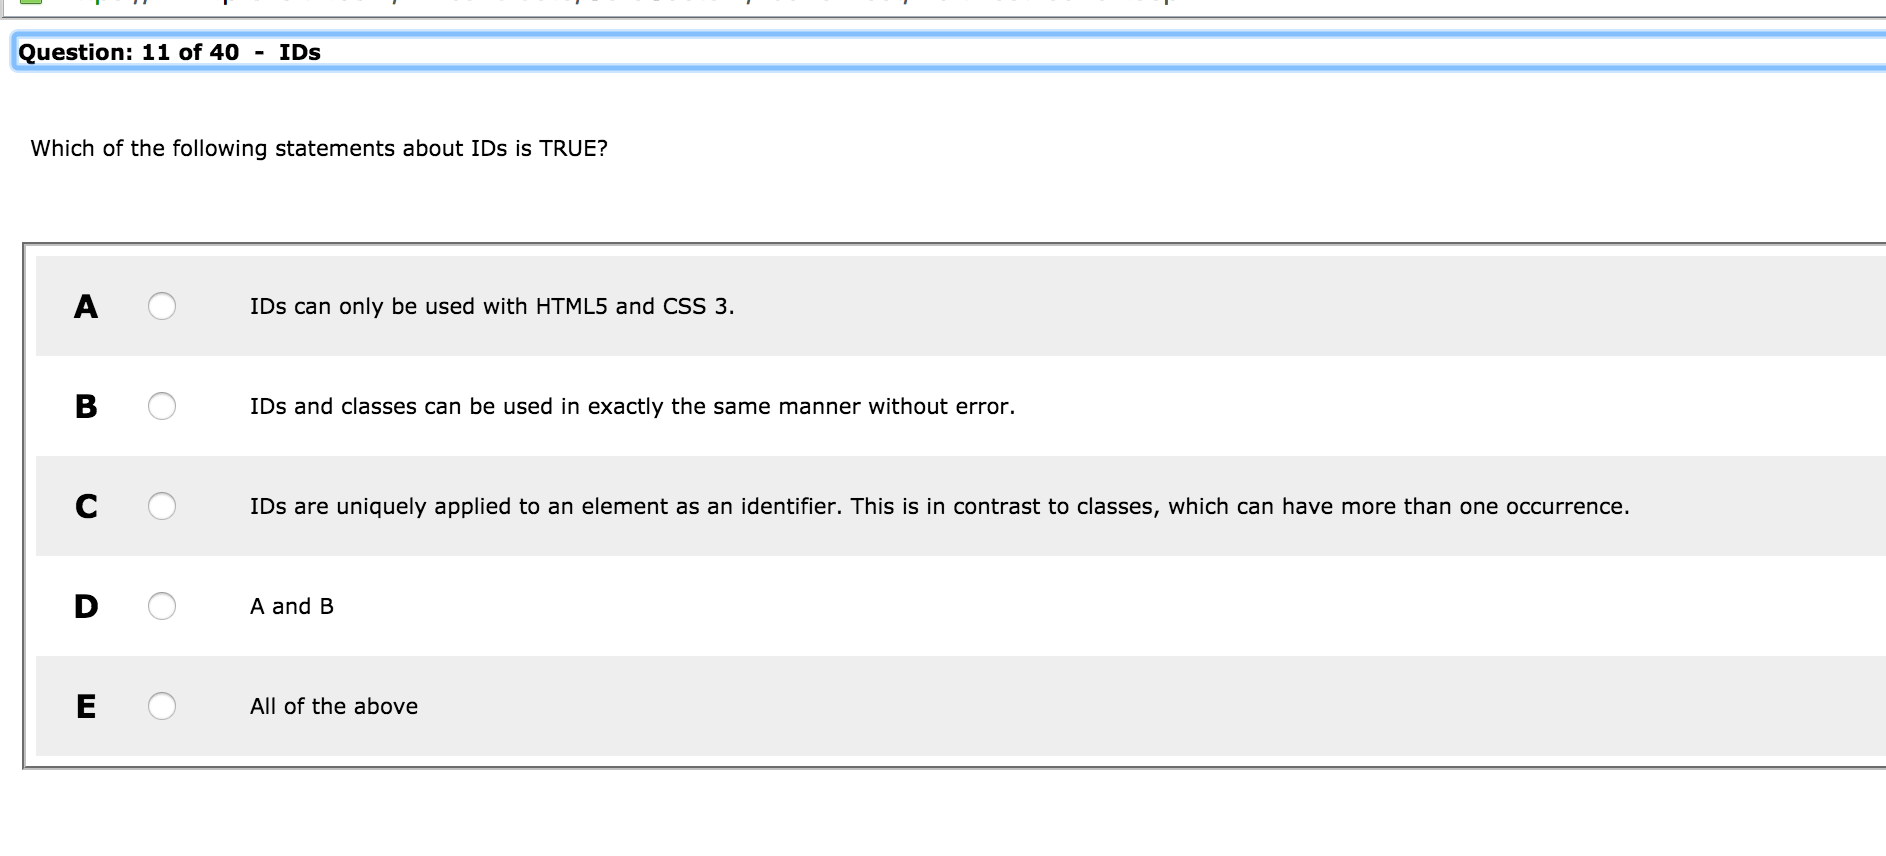 Question: 11 of 40 - IDs
Which of the following statements about IDs is TRUE?
A IDs can only be used with HTML5 and CSS 3.
B IDs and classes can be used in exactly the same manner without error.
C IDs are uniquely applied to an element as an identifier. This is in contrast to classes, which can have more than one occurrence.
D A and B
E All of the above